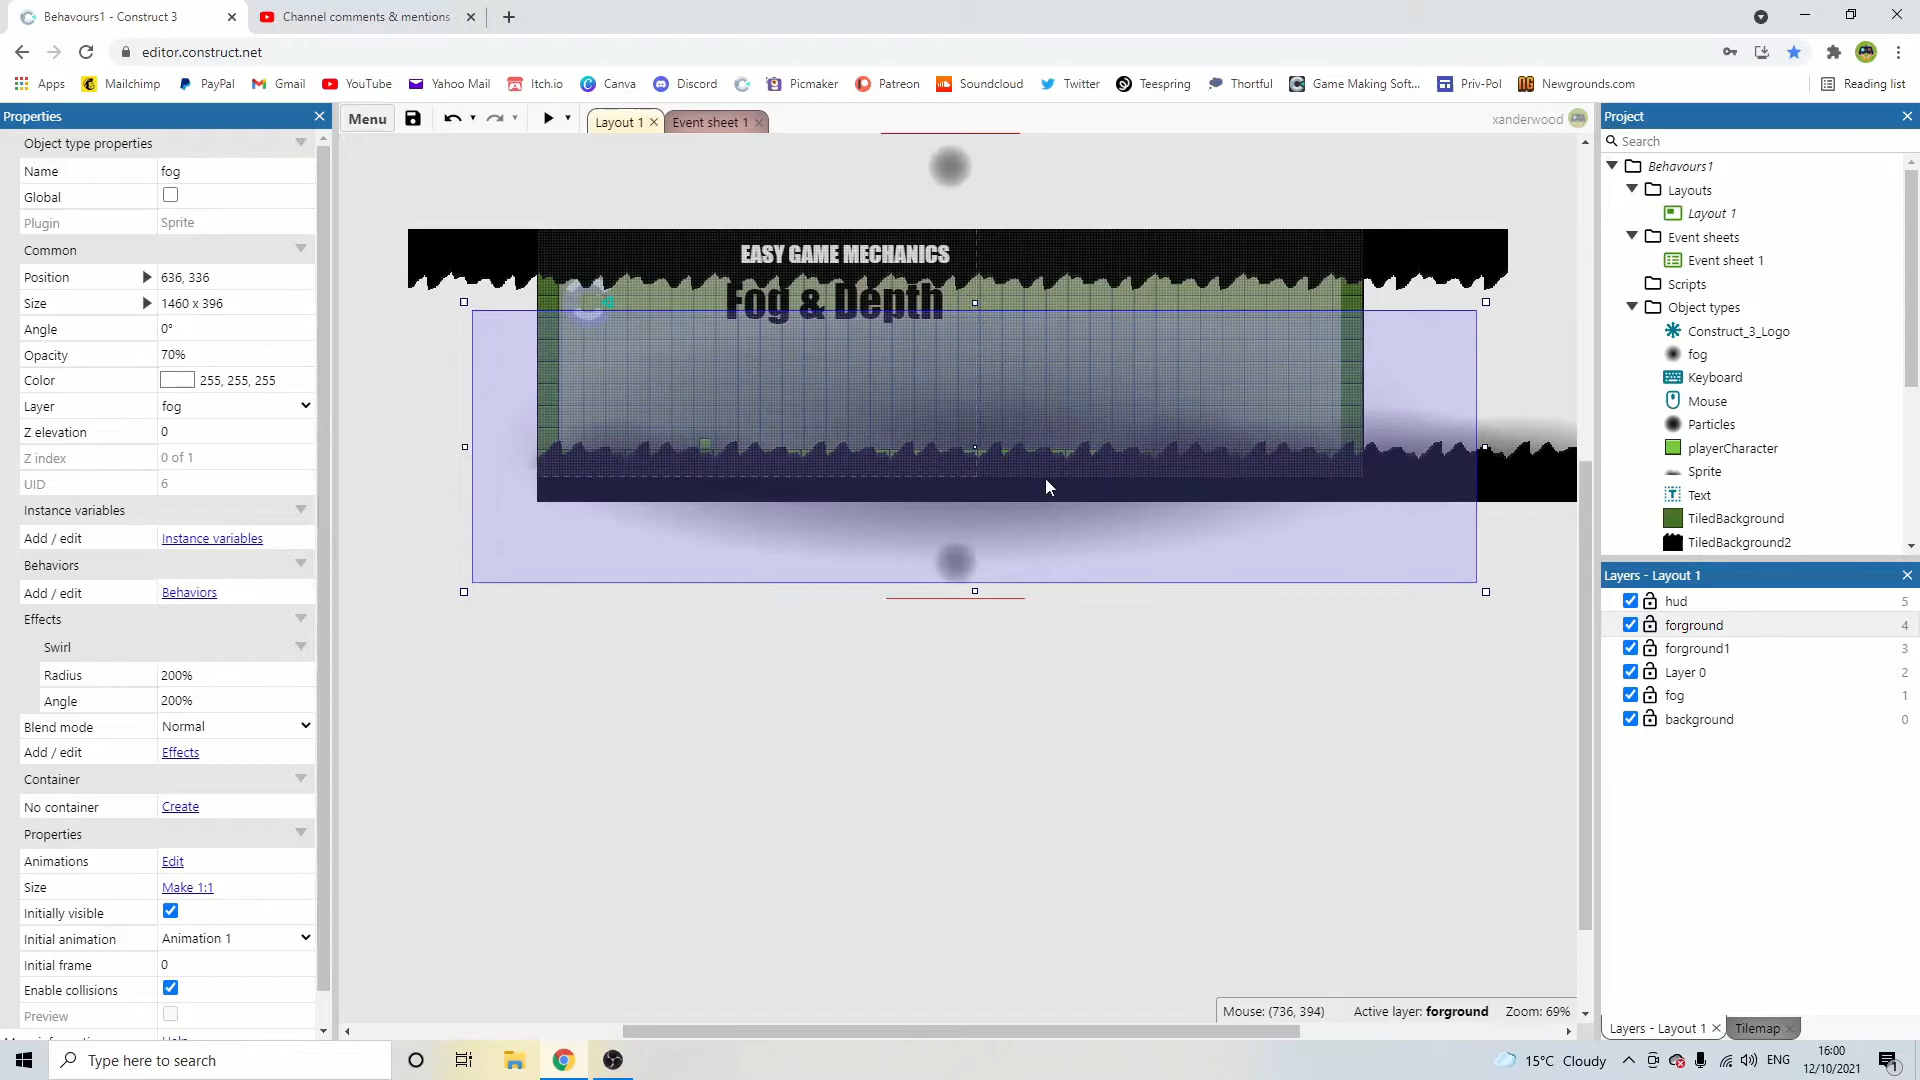 Behavours1 - Construct 3
Channel comments & mentions
editor.construct.net
Apps
Mailchimp
PayPal
Gmail
YouTube
Yahoo Mail
Itch.io
Canva
Discord
Picmaker
Patreon
Soundcloud
Twitter
Teespring
Thortful
Game Making Soft...
Priv-Pol
Newgrounds.com
Reading list
Properties
Menu
Layout 1
Event sheet 1
xanderwood
Project
Object type properties
Name fog
Global
Plugin Sprite
Common
Position 636, 336
Size 1460 x 396
Angle 0°
Opacity 70%
Color 255, 255, 255
Layer fog
Z elevation 0
Z index 0 of 1
UID 6
Instance variables
Add / edit Instance variables
Behaviors
Add / edit Behaviors
Effects
Swirl
Radius 200%
Angle 200%
Blend mode Normal
Add / edit Effects
Container
No container Create
Properties
Animations Edit
Size Make 1:1
Initially visible
Initial animation Animation 1
Initial frame 0
Enable collisions
Preview
EASY GAME MECHANICS
Fog & Depth
Mouse: (736, 394) Active layer: forground Zoom: 69%
Search
Behavours1
Layouts
Layout 1
Event sheets
Event sheet 1
Scripts
Object types
Construct_3_Logo
fog
Keyboard
Mouse
Particles
playerCharacter
Sprite
Text
TiledBackground
TiledBackground2
Layers - Layout 1
hud 5
forground 4
forground1 3
Layer 0 2
fog 1
background 0
Layers - Layout 1
Tilemap
Type here to search
15°C Cloudy
ENG
16:00
12/10/2021
1